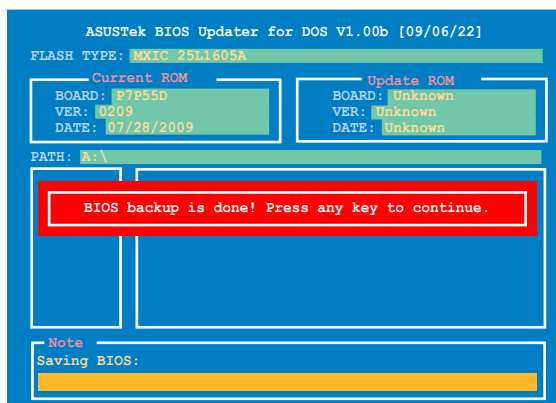 ASUSTek BIOS Updater for DOS V1.00b [09/06/22]
FLASH TYPE: MXIC 25L1605A
Current ROM
BOARD: P7P55D
VER: 0209
DATE: 07/28/2009
Update ROM
BOARD: Unknown
VER: Unknown
DATE: Unknown
PATH: A:\
BIOS backup is done! Press any key to continue.
Note
Saving BIOS: